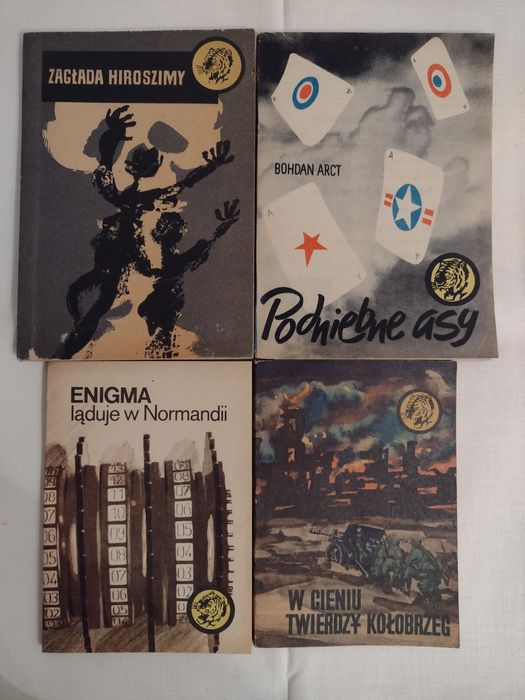 ZAGŁADA HIROSZIMY
BOHDAN ARCT
Podniebne asy
ENIGMA
ląduje w Normandii
W CIENIU
TWIERDZY KOŁOBRZEG